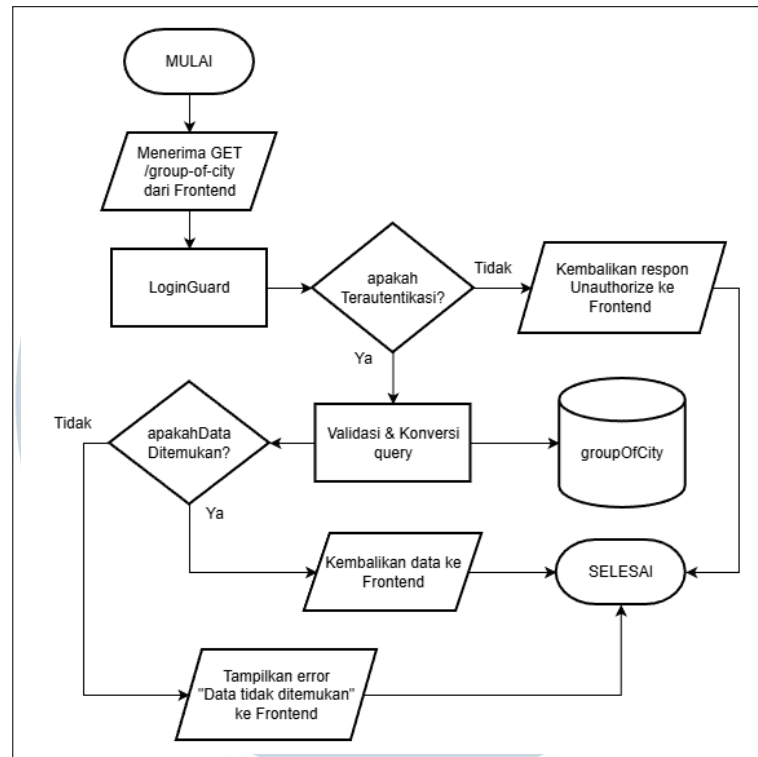 MULAI
Menerima GET
/group-of-city
dari Frontend
LoginGuard
apakah
Terautentikasi?
Tidak
Kembalikan respon
Unauthorize ke
Frontend
Ya
Tidak
apakahData
Ditemukan?
Validasi & Konversi
query
groupOfCity
Ya
Kembalikan data ke
Frontend
SELESAI
Tampilkan error
"Data tidak ditemukan"
ke Frontend